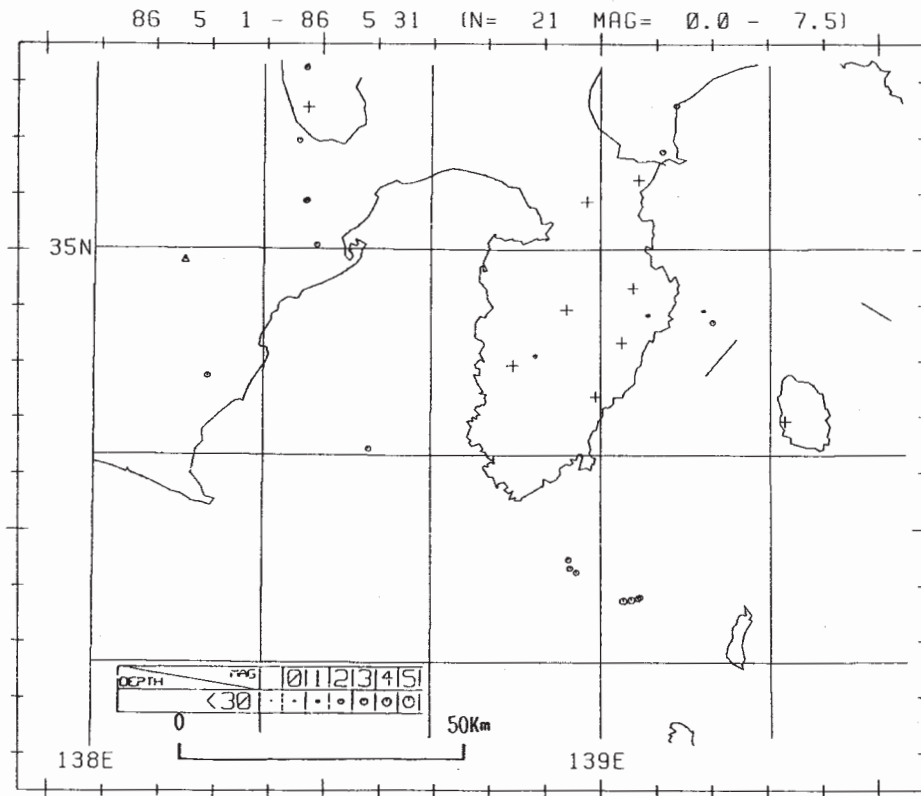 86 5 1 - 86 5 31 (N= 21 MAG= 0.0 - 7.5)
35N
DEPTH MAG 0 1 2 3 4 5
<30
0 50Km
138E 139E